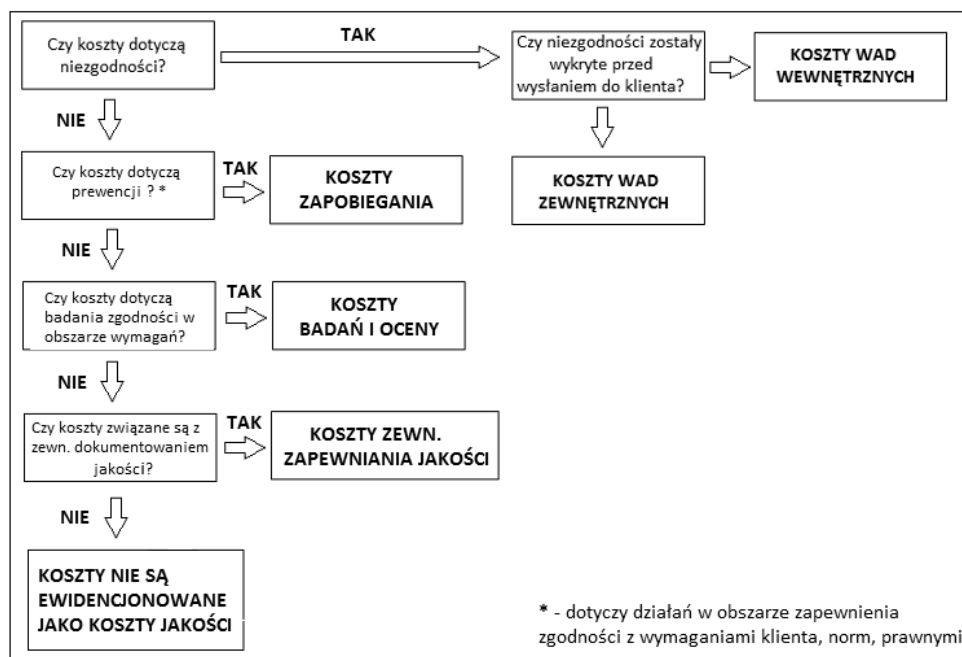 Czy koszty dotyczą
niezgodności?
TAK
Czy niezgodności zostały
wykryte przed
wysłaniem do klienta?
KOSZTY WAD
WEWNĘTRZNYCH
NIE
KOSZTY WAD
ZEWNĘTRZNYCH
Czy koszty dotyczą
prewencji ? *
TAK
KOSZTY
ZAPOBIEGANIA
NIE
Czy koszty dotyczą
badania zgodności w
obszarze wymagań?
TAK
KOSZTY
BADAŃ I OCENY
NIE
Czy koszty związane są z
zewn. dokumentowaniem
jakości?
TAK
KOSZTY ZEWN.
ZAPEWNIANIA JAKOŚCI
NIE
KOSZTY NIE SĄ
EWIDENCJONOWANE
JAKO KOSZTY JAKOŚCI
* - dotyczy działań w obszarze zapewnienia
zgodności z wymaganiami klienta, norm, prawnymi